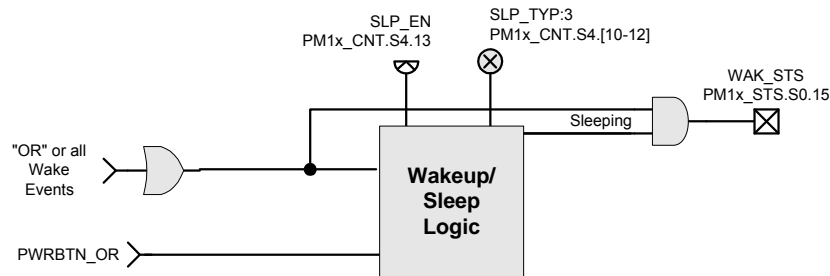 SLP_EN
PM1x_CNT.S4.13
SLP_TYP:3
PM1x_CNT.S4.[10-12]
WAK_STS
PM1x_STS.S0.15
Sleeping
"OR" or all
Wake
Events
Wakeup/
Sleep
Logic
PWRBTN_OR